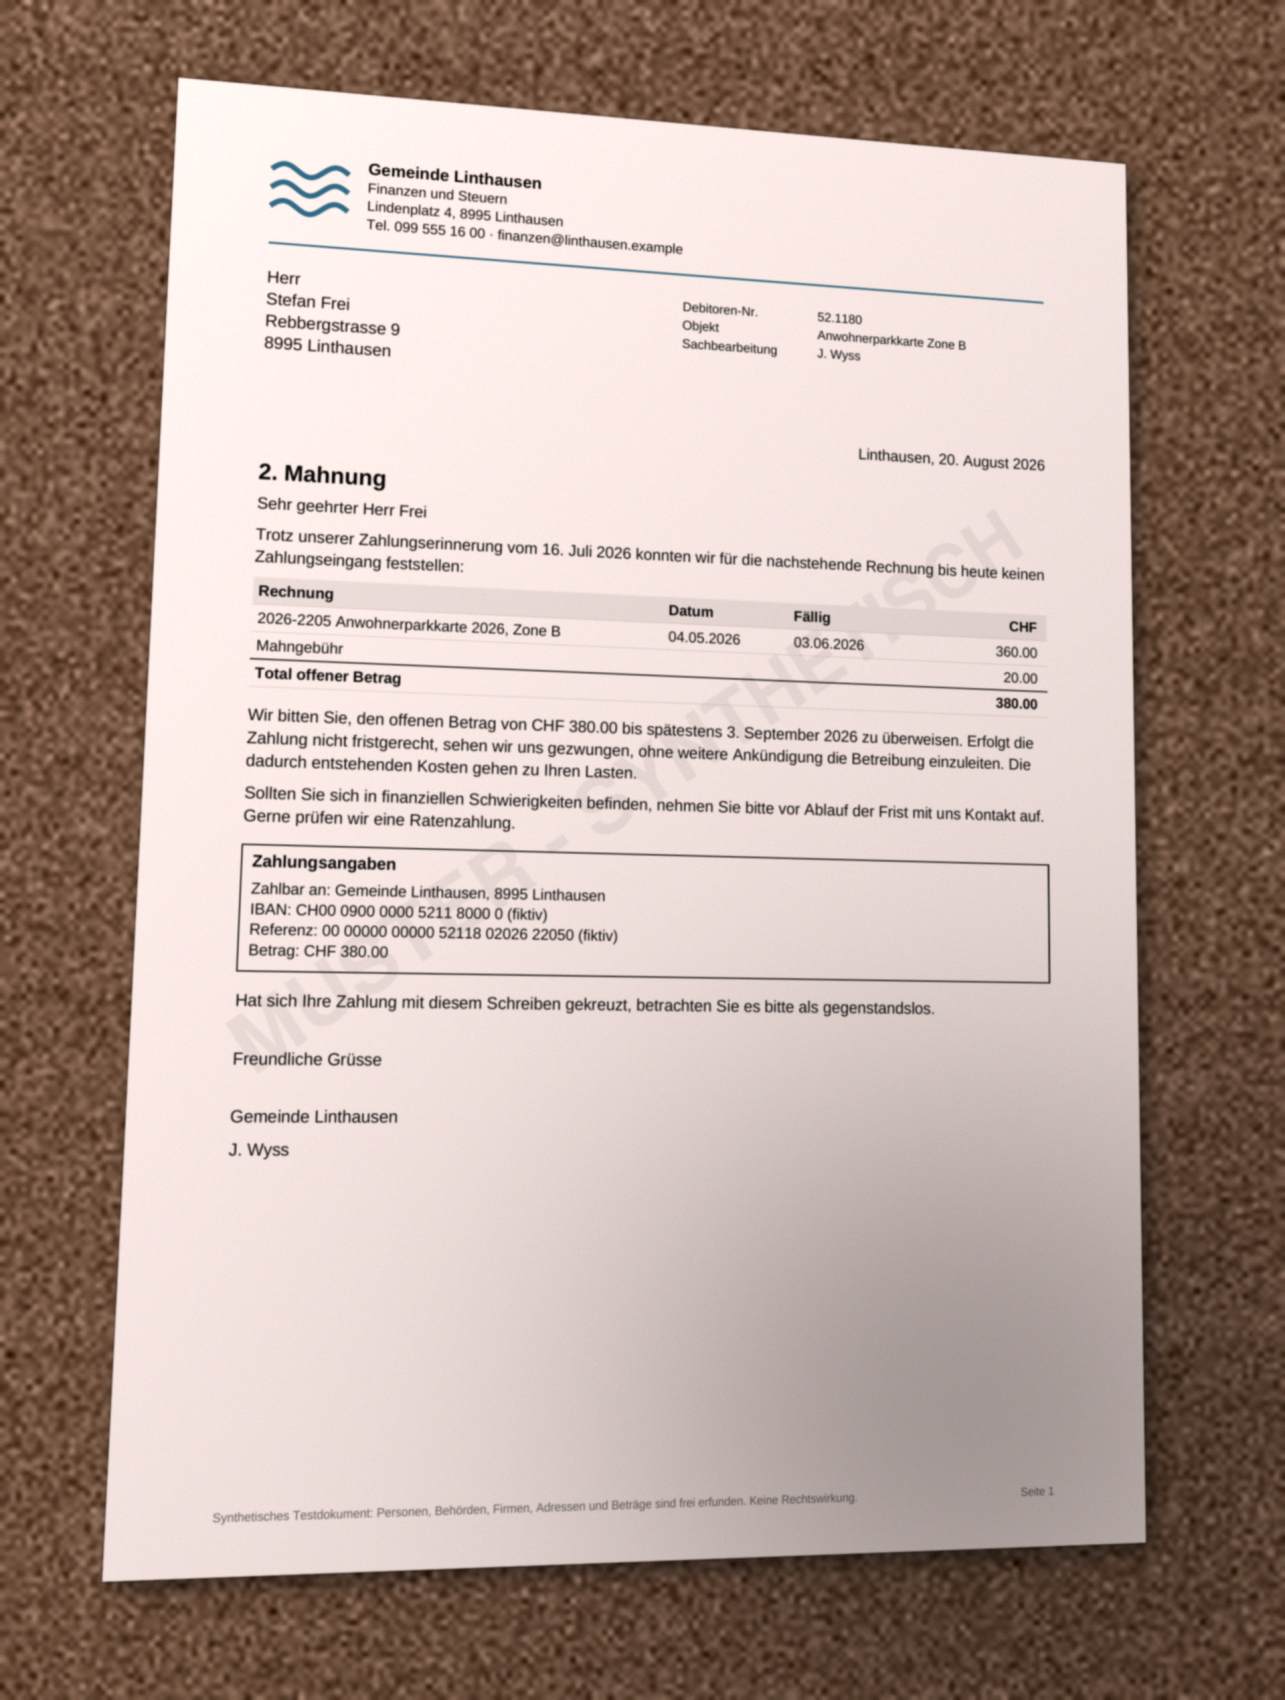 Gemeinde Linthausen
Finanzen und Steuern
Lindenplatz 4, 8995 Linthausen
Tel. 099 555 16 00 · finanzen@linthausen.example
Herr
Stefan Frei
Rebbergstrasse 9
8995 Linthausen
Debitoren-Nr. 52.1180
Objekt Anwohnerparkkarte Zone B
Sachbearbeitung J. Wyss
Linthausen, 20. August 2026
2. Mahnung
Sehr geehrter Herr Frei
Trotz unserer Zahlungserinnerung vom 16. Juli 2026 konnten wir für die nachstehende Rechnung bis heute keinen
Zahlungseingang feststellen:
Rechnung Datum Fällig CHF
2026-2205 Anwohnerparkkarte 2026, Zone B 04.05.2026 03.06.2026 360.00
Mahngebühr 20.00
Total offener Betrag 380.00
Wir bitten Sie, den offenen Betrag von CHF 380.00 bis spätestens 3. September 2026 zu überweisen. Erfolgt die
Zahlung nicht fristgerecht, sehen wir uns gezwungen, ohne weitere Ankündigung die Betreibung einzuleiten. Die
dadurch entstehenden Kosten gehen zu Ihren Lasten.
Sollten Sie sich in finanziellen Schwierigkeiten befinden, nehmen Sie bitte vor Ablauf der Frist mit uns Kontakt auf.
Gerne prüfen wir eine Ratenzahlung.
Zahlungsangaben
Zahlbar an: Gemeinde Linthausen, 8995 Linthausen
IBAN: CH00 0900 0000 5211 8000 0 (fiktiv)
Referenz: 00 00000 00000 52118 02026 22050 (fiktiv)
Betrag: CHF 380.00
Hat sich Ihre Zahlung mit diesem Schreiben gekreuzt, betrachten Sie es bitte als gegenstandslos.
Freundliche Grüsse
Gemeinde Linthausen
J. Wyss
MUSTER - SYNTHETISCH
Synthetisches Testdokument: Personen, Behörden, Firmen, Adressen und Beträge sind frei erfunden. Keine Rechtswirkung.
Seite 1